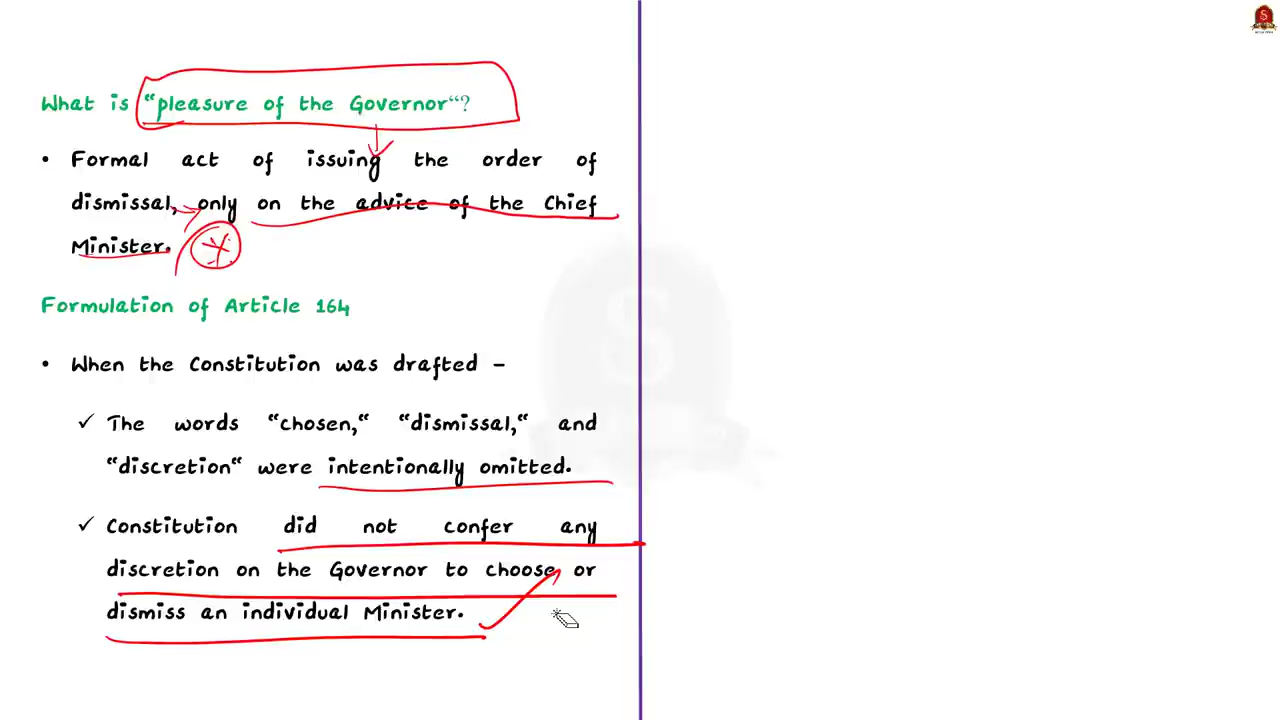 What is “pleasure of the Governor“?
• Formal act of issuing the order of
dismissal, only on the advice of the Chief
Minister.
Formulation of Article 164
• When the Constitution was drafted –
✓ The words “chosen,“ “dismissal,“ and
“discretion“ were intentionally omitted.
✓ Constitution did not confer any
discretion on the Governor to choose or
dismiss an individual Minister.